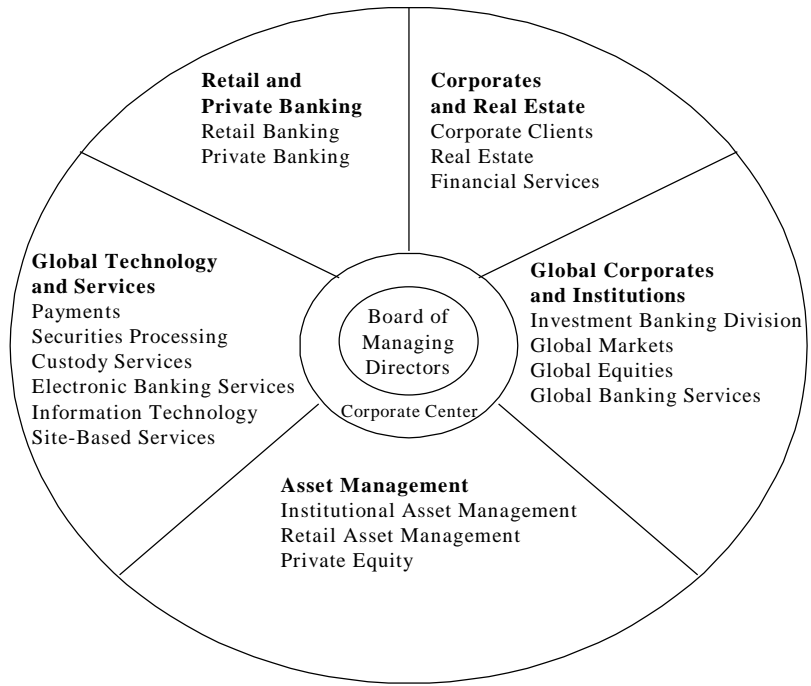 Retail and
Private Banking
Retail Banking
Private Banking
Corporates
and Real Estate
Corporate Clients
Real Estate
Financial Services
Global Technology
and Services
Payments
Securities Processing
Custody Services
Electronic Banking Services
Information Technology
Site-Based Services
Board of
Managing
Directors
Corporate Center
Global Corporates
and Institutions
Investment Banking Division
Global Markets
Global Equities
Global Banking Services
Asset Management
Institutional Asset Management
Retail Asset Management
Private Equity